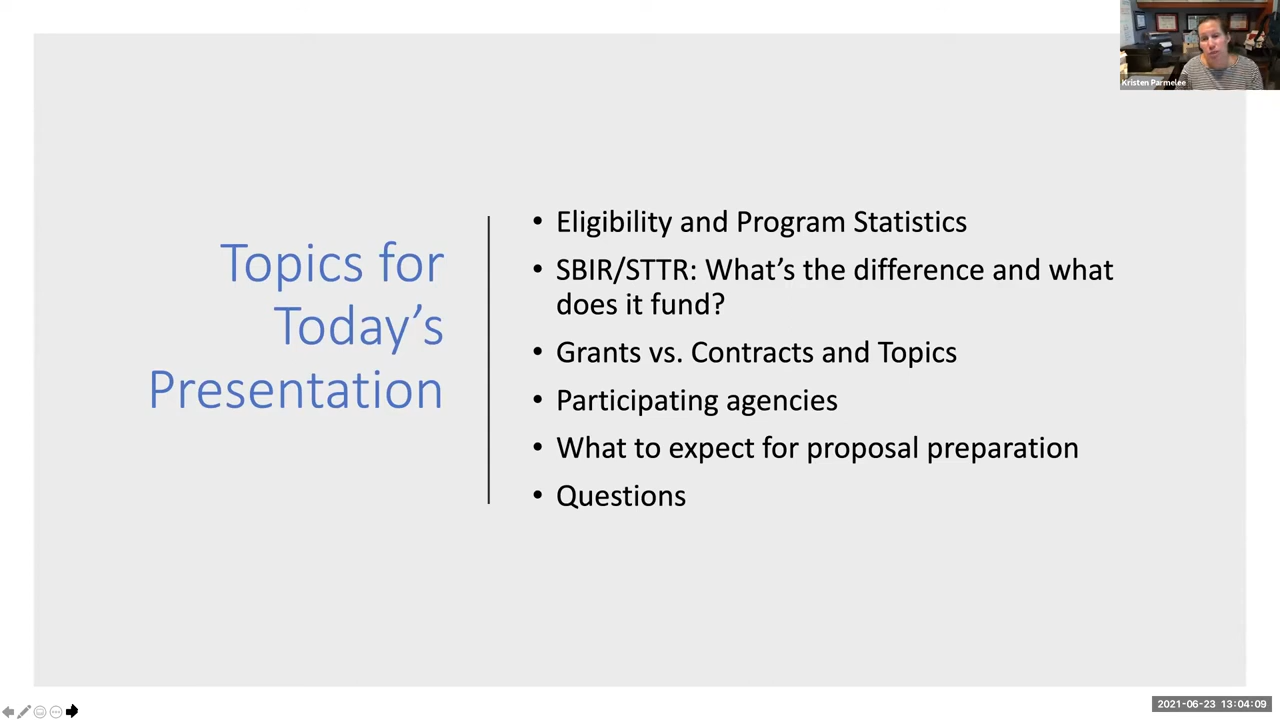 Kristen Parmelee
Topics for
Today’s
Presentation
• Eligibility and Program Statistics
• SBIR/STTR: What’s the difference and what
does it fund?
• Grants vs. Contracts and Topics
• Participating agencies
• What to expect for proposal preparation
• Questions
2021-06-23 13:04:09